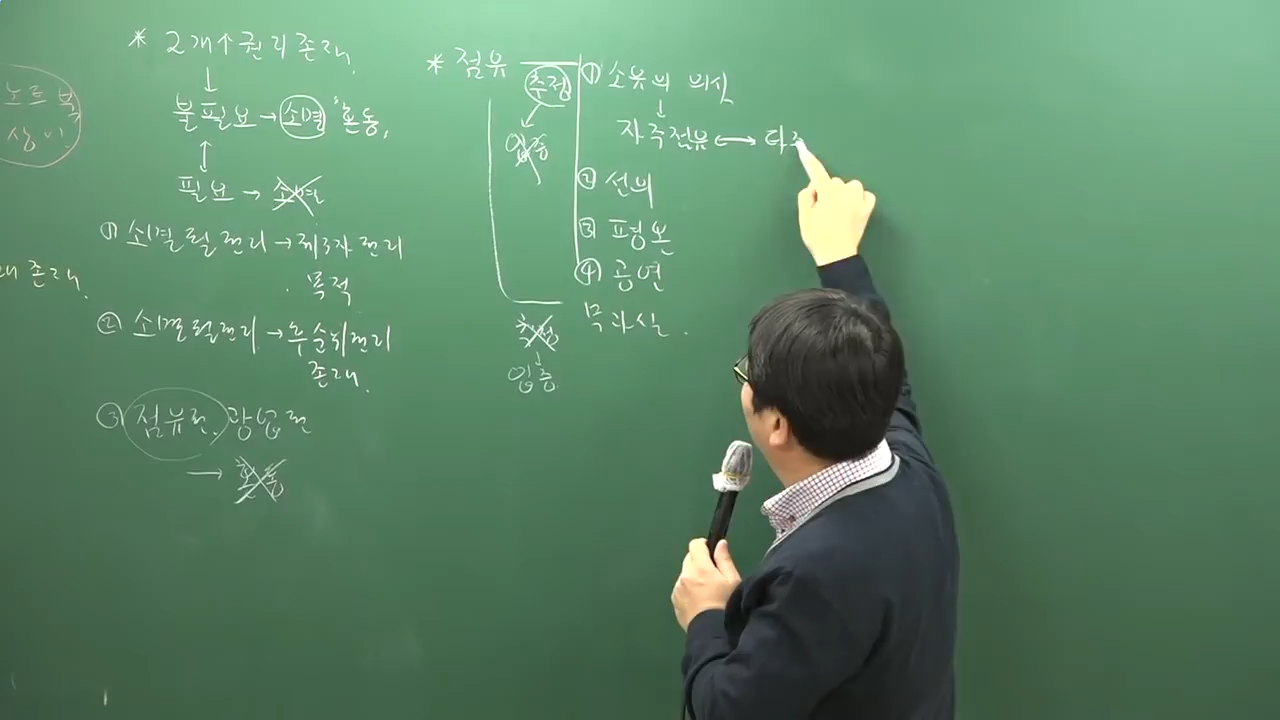 노트 북
상이
* 2개↑권리존재.
↓
불필요→소멸 "혼동,
↕
필요→소멸
① 소멸될권리→제3자권리
목적
② 소멸될권리→후순위권리
존재.
③ 점유권, 광업권
→ 혼동
존재.
* 점유
추정
입증
추정
↓
입증
① 소유의 의사
↓
자주점유↔타주
② 선의
③ 평온
④ 공연
무과실.